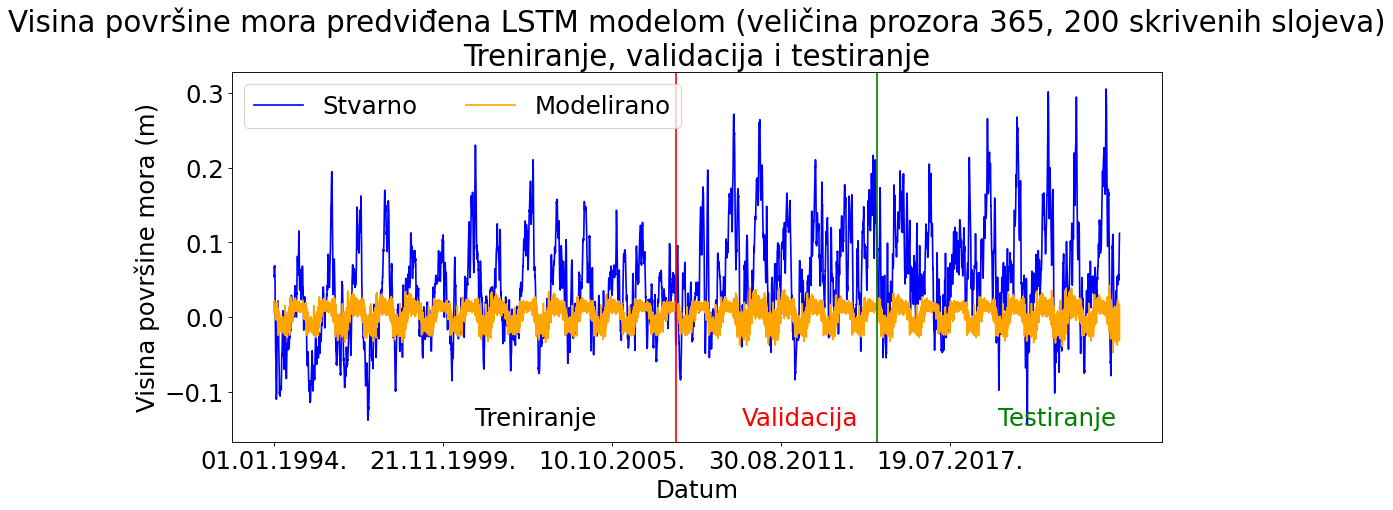 Visina površine mora predviđena LSTM modelom (veličina prozora 365, 200 skrivenih slojeva)
Treniranje, validacija i testiranje
Stvarno
Modelirano
Visina površine mora (m)
0.3
0.2
0.1
0.0
−0.1
Treniranje
Validacija
Testiranje
01.01.1994.
21.11.1999.
10.10.2005.
30.08.2011.
19.07.2017.
Datum